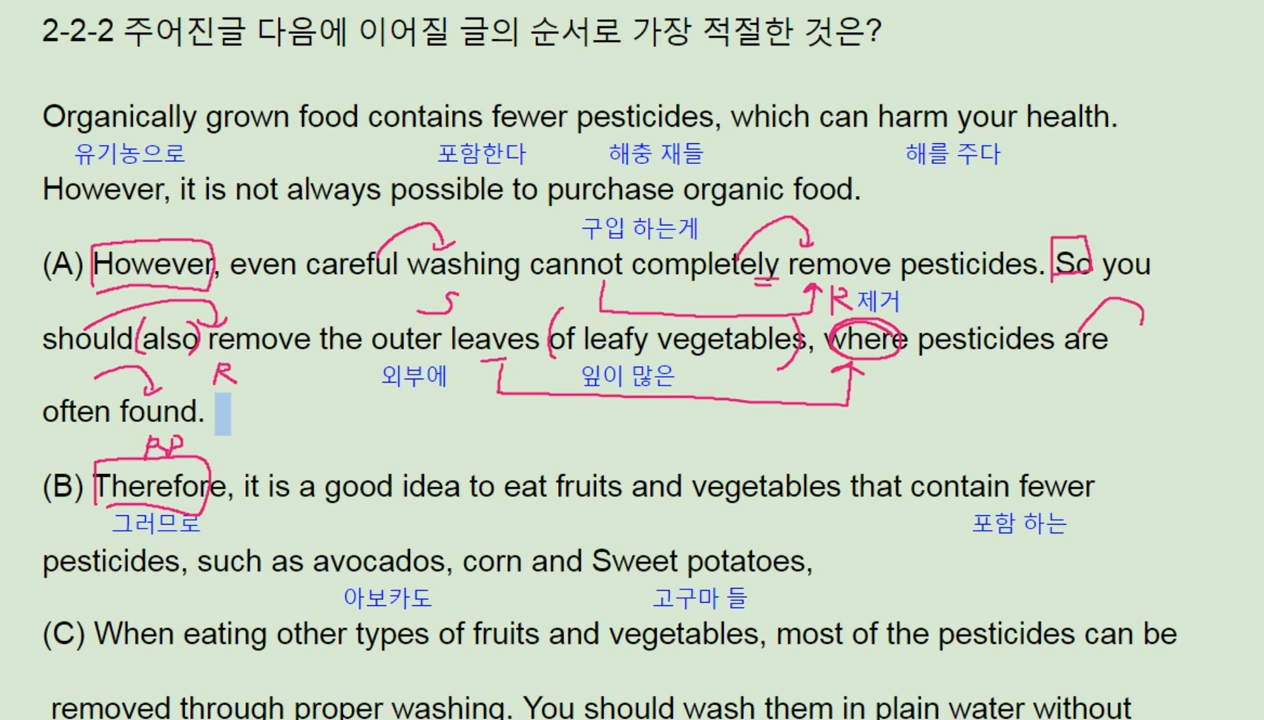 2-2-2 주어진글 다음에 이어질 글의 순서로 가장 적절한 것은?
Organically grown food contains fewer pesticides, which can harm your health.
유기농으로 포함한다 해충 재들 해를 주다
However, it is not always possible to purchase organic food.
구입 하는게
(A) However, even careful washing cannot completely remove pesticides. So you
S R 제거
should(also) remove the outer leaves (of leafy vegetables), where pesticides are
R 외부에 잎이 많은
often found.
P.P
(B) Therefore, it is a good idea to eat fruits and vegetables that contain fewer
그러므로 포함 하는
pesticides, such as avocados, corn and Sweet potatoes,
아보카도 고구마 들
(C) When eating other types of fruits and vegetables, most of the pesticides can be
removed through proper washing. You should wash them in plain water without